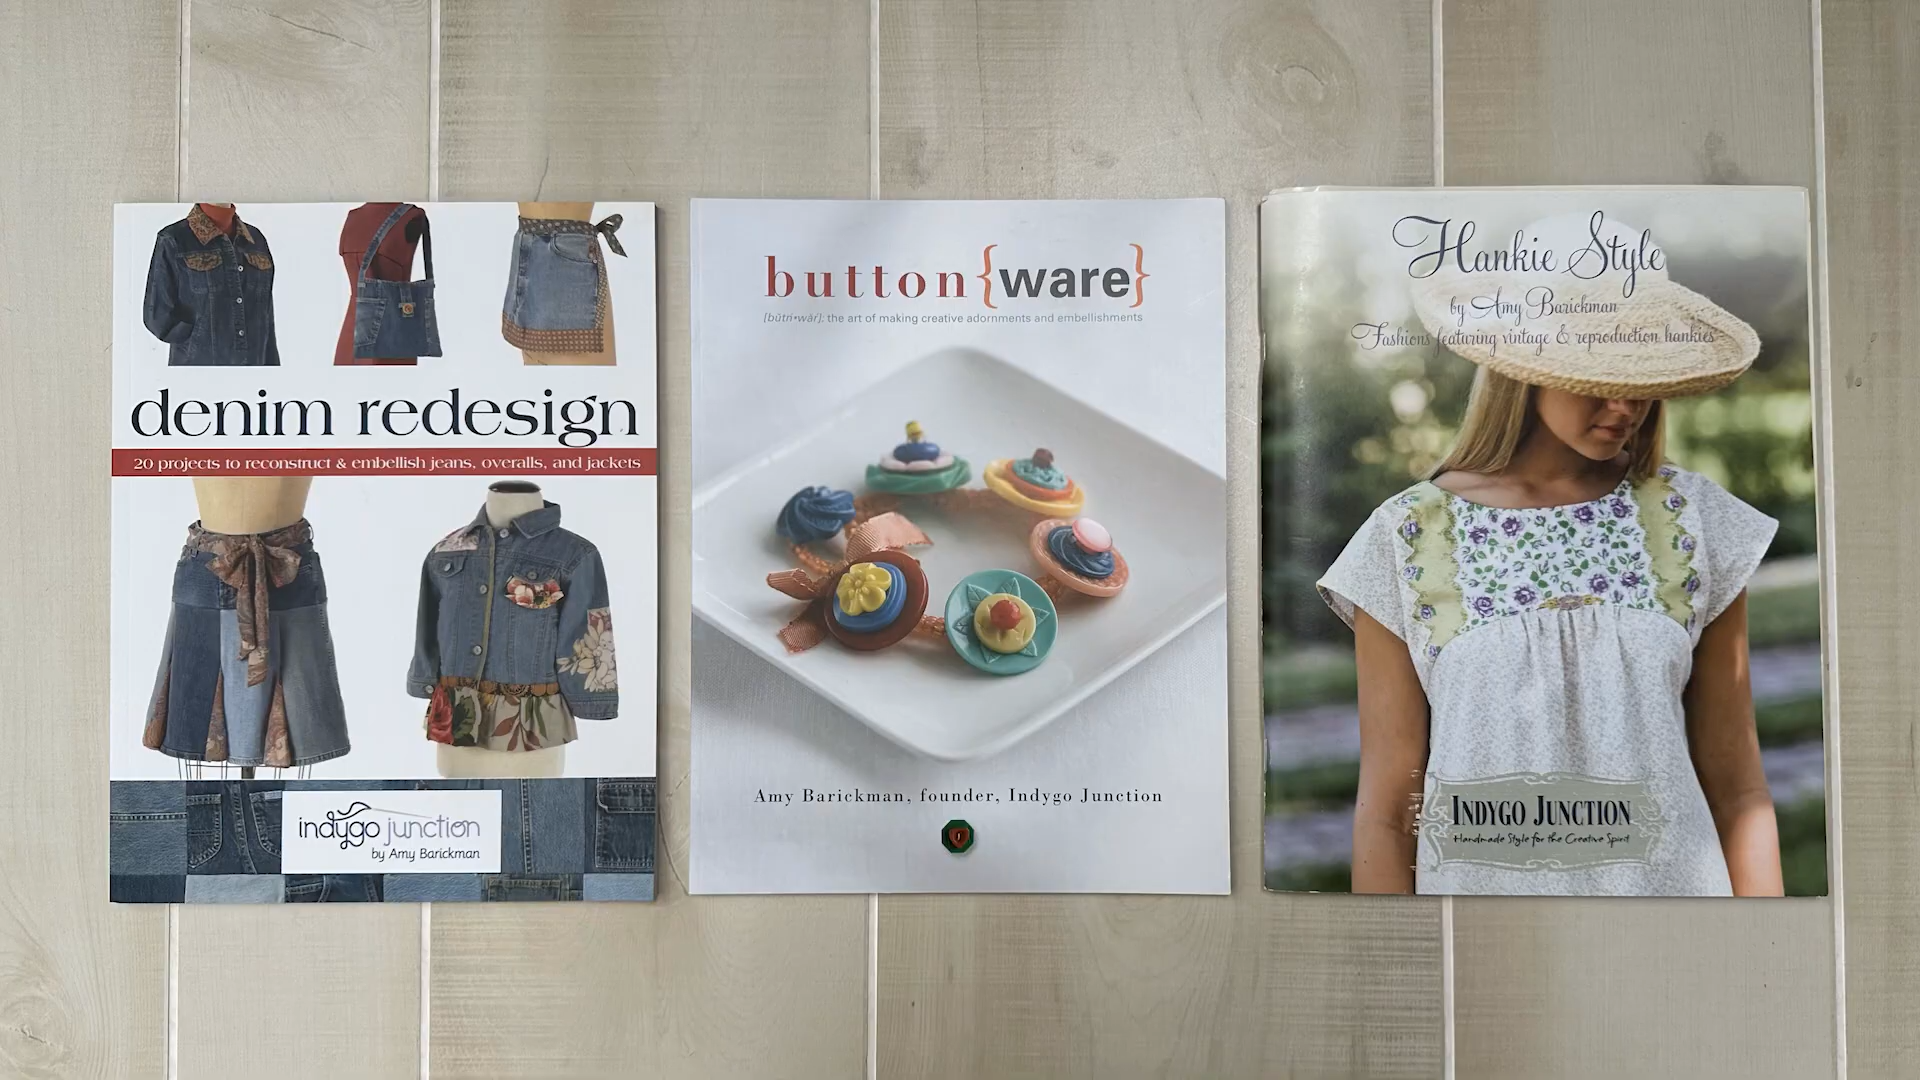 denim redesign
20 projects to reconstruct & embellish jeans, overalls, and jackets
indygo junction
by Amy Barickman
button{ware}
[bŭtn•wâr]: the art of making creative adornments and embellishments
Amy Barickman, founder, Indygo Junction
Hankie Style
by Amy Barickman
Fashions featuring vintage & reproduction hankies
INDYGO JUNCTION
Handmade Style for the Creative Spirit